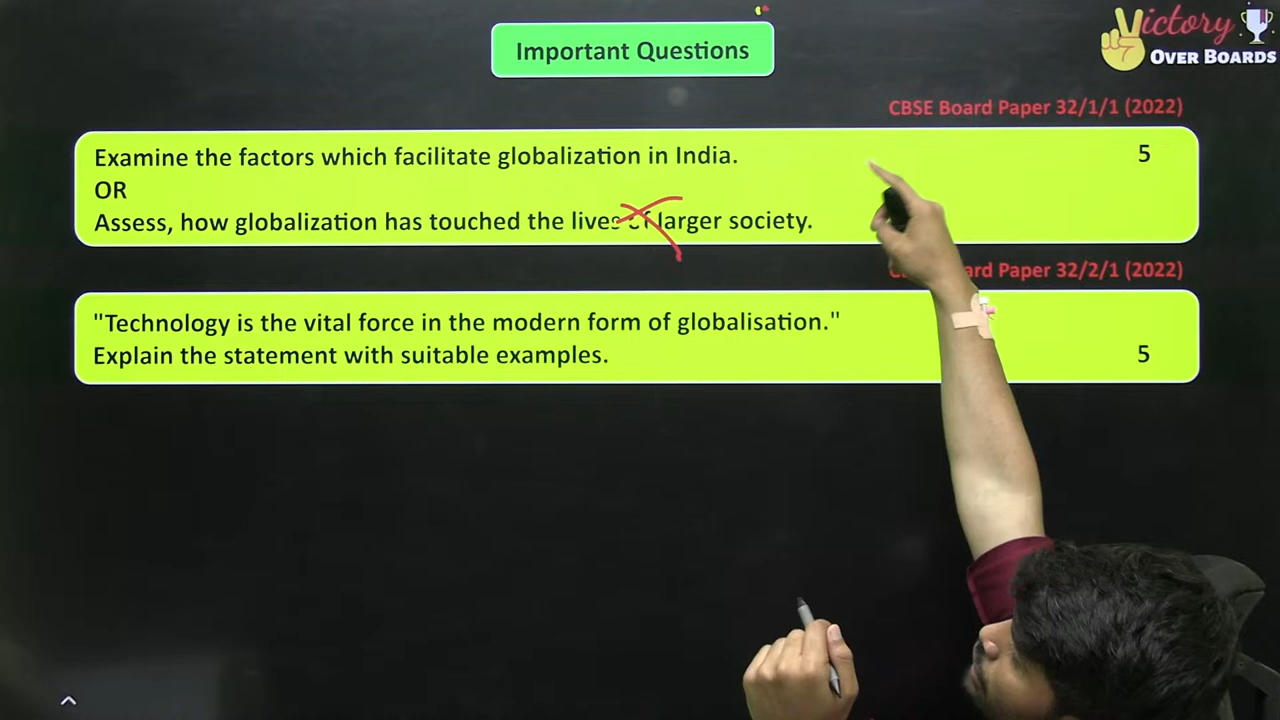 Important Questions
Victory
OVER BOARDS
CBSE Board Paper 32/1/1 (2022)
Examine the factors which facilitate globalization in India.
5
OR
Assess, how globalization has touched the lives of larger society.
ard Paper 32/2/1 (2022)
"Technology is the vital force in the modern form of globalisation."
Explain the statement with suitable examples.
5